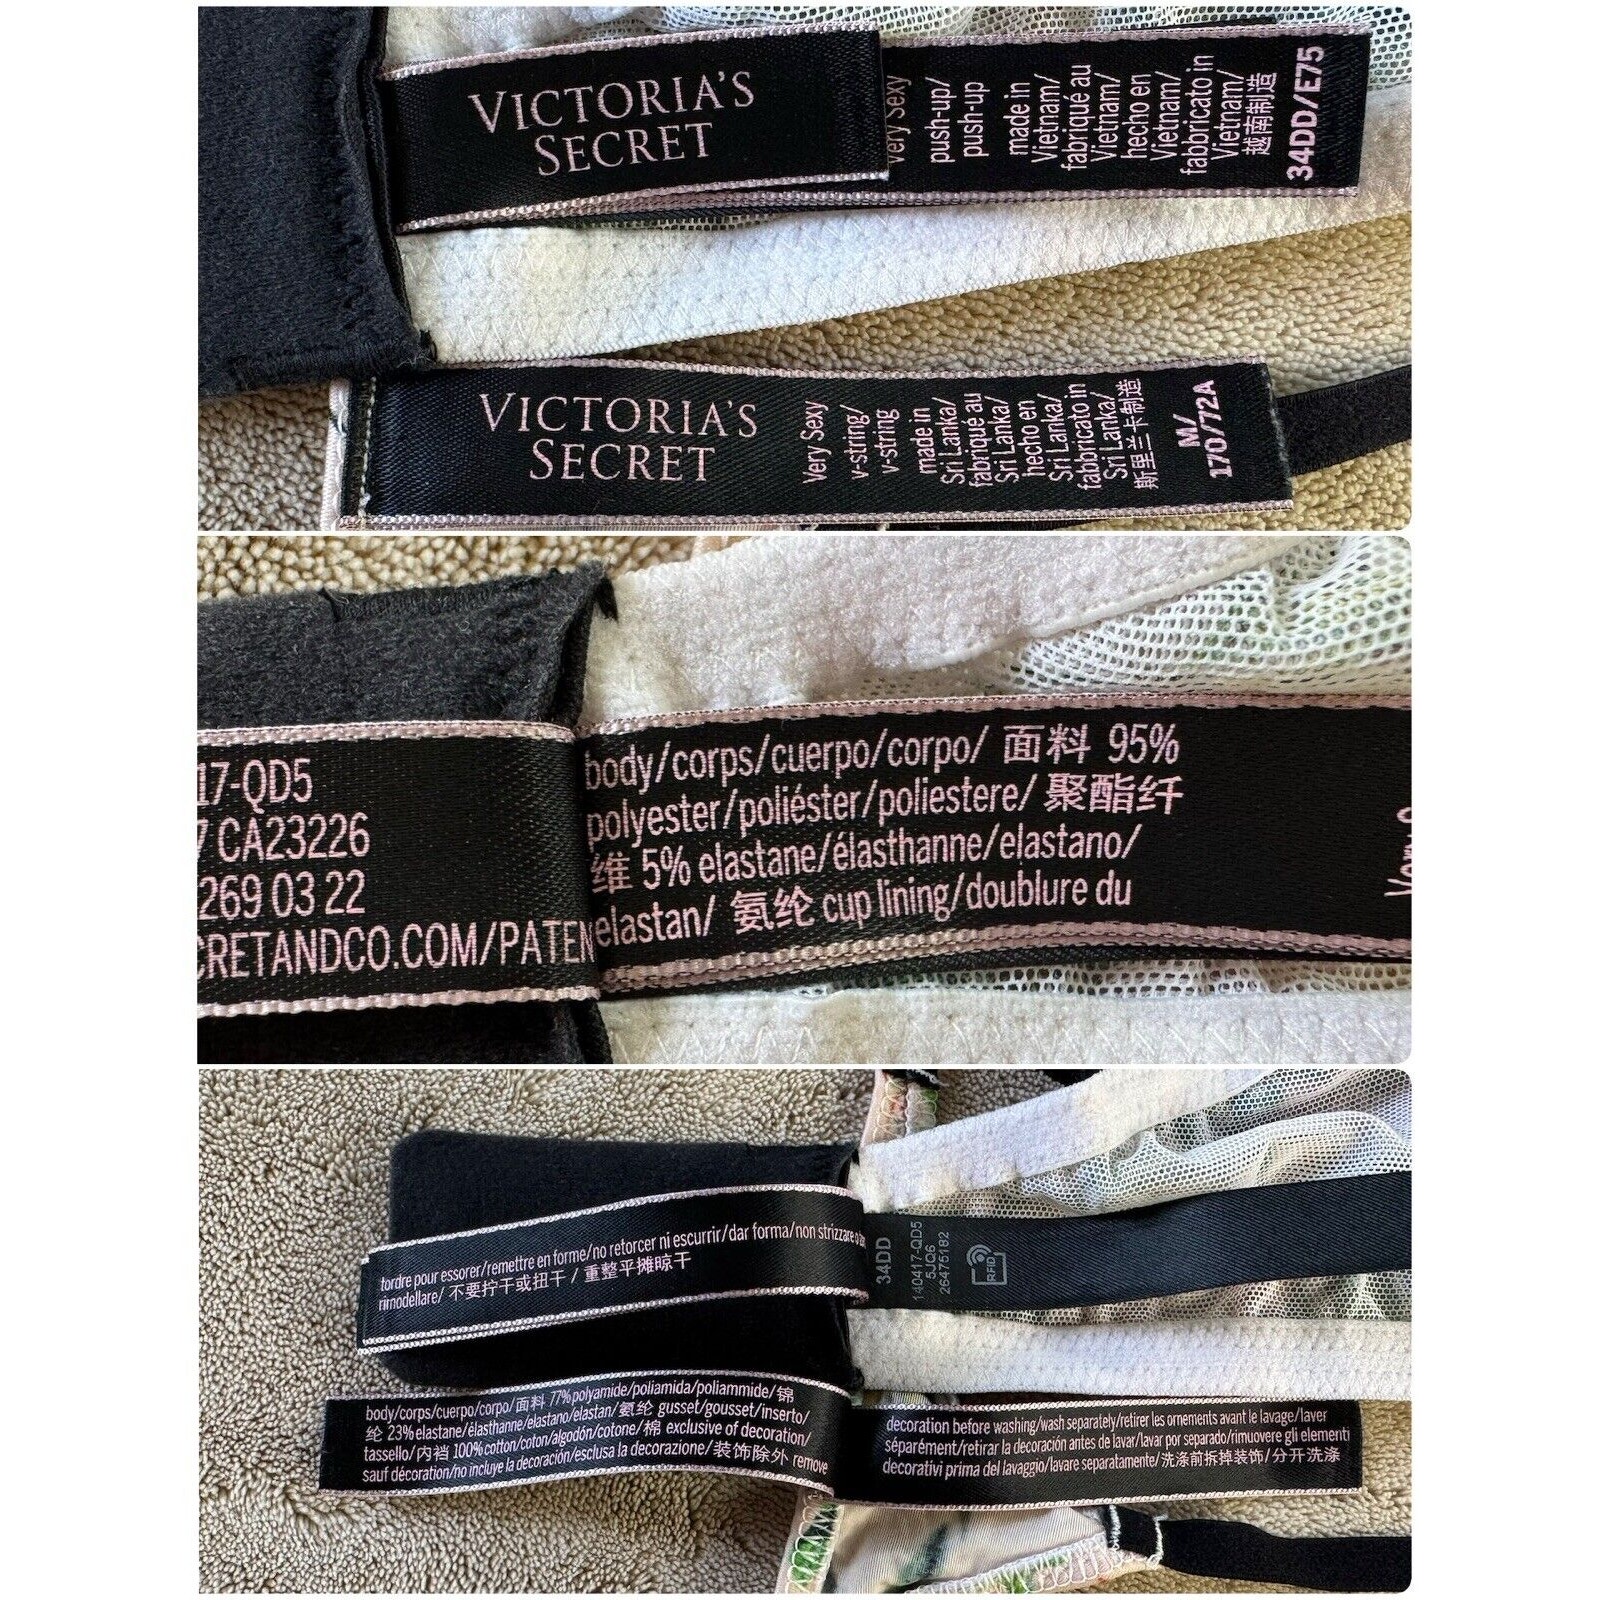 VICTORIA'S
SECRET
Very Sexy
push-up/
push-up
made in
Vietnam/
fabriqué au
Vietnam/
hecho en
Vietnam/
fabbricato in
Vietnam/
越南制造
34DD/E75
VICTORIA'S
SECRET
Very Sexy
v-string/
v-string
made in
Sri Lanka/
fabriqué au
Sri Lanka/
hecho en
Sri Lanka/
fabbricato in
Sri Lanka/
斯里兰卡制造
M/
170/72A
17-QD5
CA23226
269 03 22
CRETANDCO.COM/PATEN
body/corps/cuerpo/corpo/ 面料 95%
polyester/poliéster/poliestere/ 聚酯纤
维 5% elastane/élasthanne/elastano/
elastan/ 氨纶 cup lining/doublure du
tordre pour essorer/remettre en forme/no retorcer ni escurrir/dar forma/non strizzare o
rimodellare/ 不要拧干或扭干 / 重整平摊晾干
34DD
140417-QD5
5JQ6
26475182
RFID
body/corps/cuerpo/corpo/面料 77% polyamide/poliamida/poliammide/锦
纶 23% elastane/élasthanne/elastano/elastan/ 氨纶 gusset/gousset/inserto/
tassello/内裆 100% cotton/coton/algodón/cotone/棉 exclusive of decoration/
sauf décoration/no incluye la decoración/esclusa la decorazione/装饰除外 remove
decoration before washing/wash separately/retirer les ornements avant le lavage/laver
séparément/retirar la decoración antes de lavar/lavar por separado/rimuovere gli elementi
decorativi prima del lavaggio/lavare separatamente/洗涤前拆掉装饰/分开洗涤